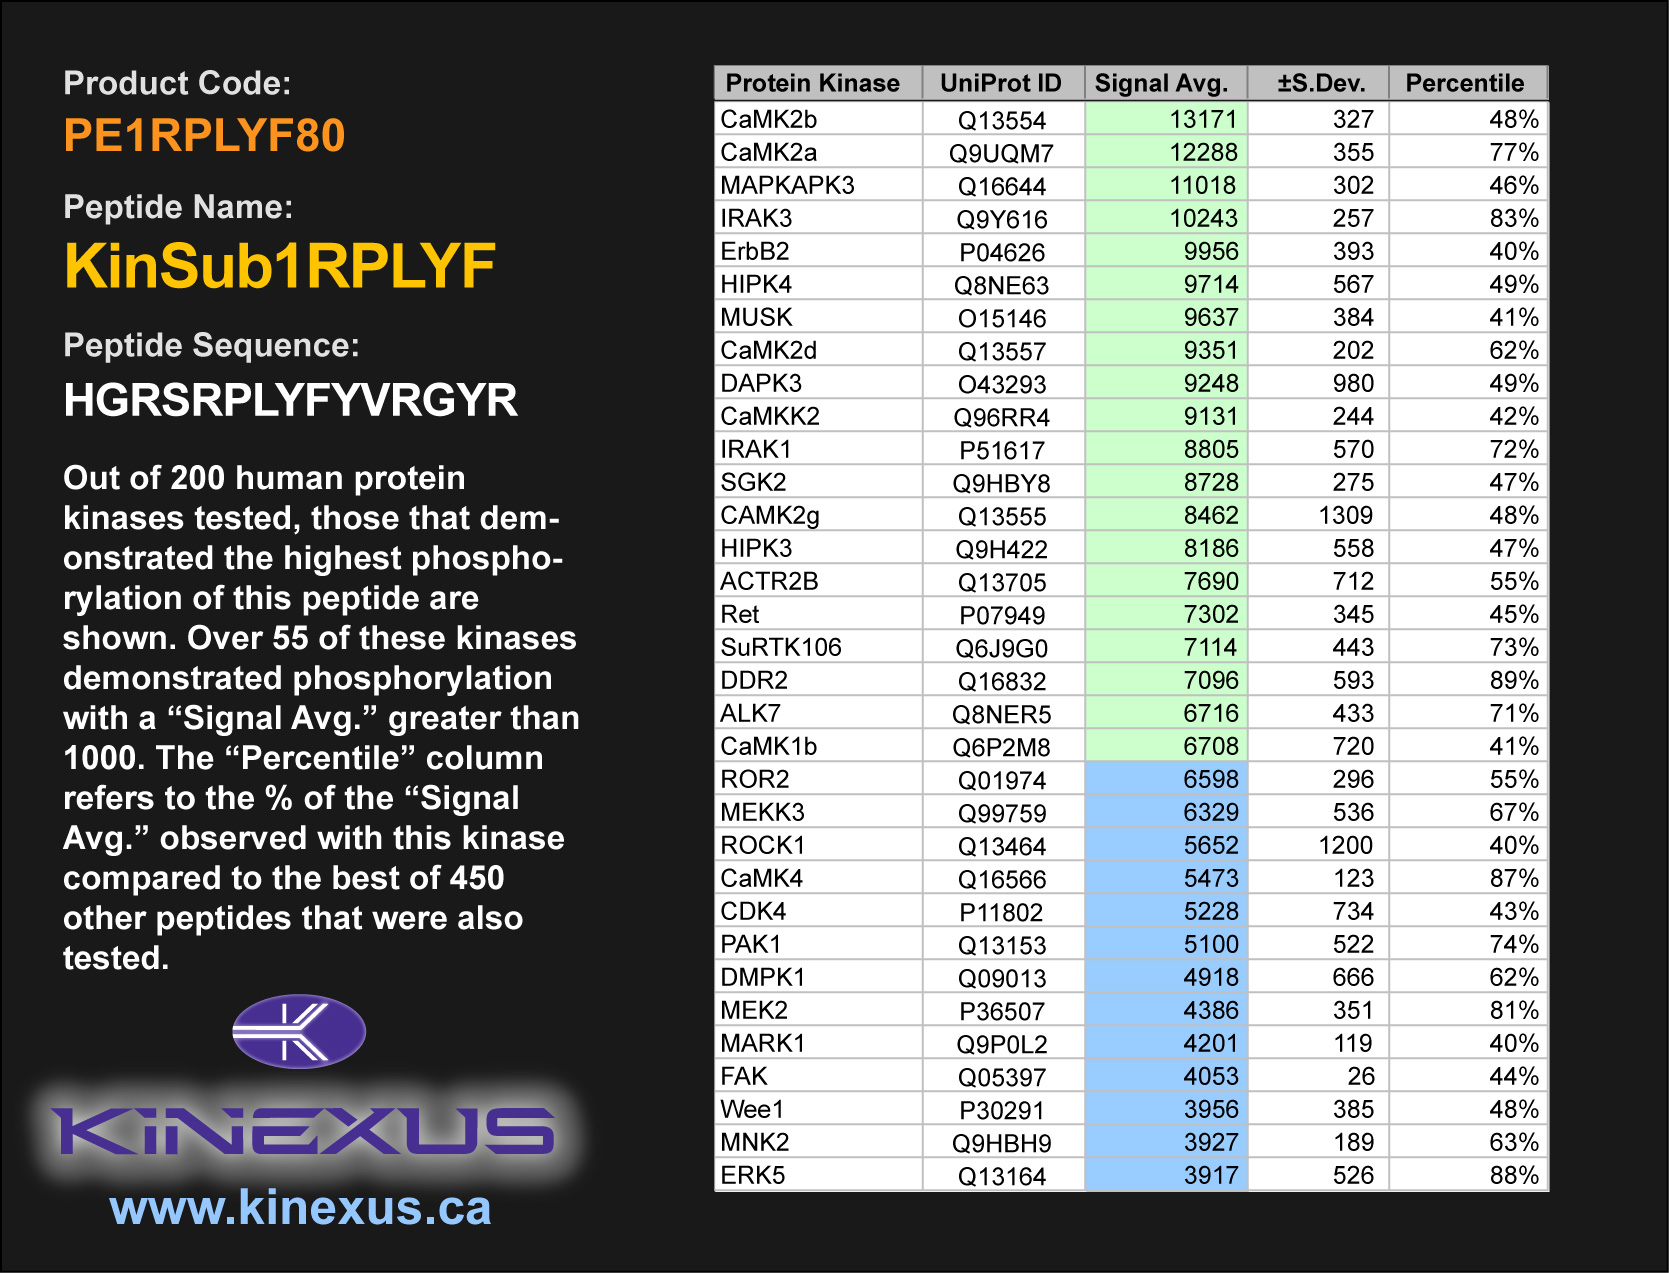 Product Code:
PE1RPLYF80
Peptide Name:
KinSub1RPLYF
Peptide Sequence:
HGRSRPLYFYVRGYR
Out of 200 human protein
kinases tested, those that dem-
onstrated the highest phospho-
rylation of this peptide are
shown. Over 55 of these kinases
demonstrated phosphorylation
with a “Signal Avg.” greater than
1000. The “Percentile” column
refers to the % of the “Signal
Avg.” observed with this kinase
compared to the best of 450
other peptides that were also
tested.
KINEXUS
www.kinexus.ca
Protein Kinase UniProt ID Signal Avg. ±S.Dev. Percentile
CaMK2b Q13554 13171 327 48%
CaMK2a Q9UQM7 12288 355 77%
MAPKAPK3 Q16644 11018 302 46%
IRAK3 Q9Y616 10243 257 83%
ErbB2 P04626 9956 393 40%
HIPK4 Q8NE63 9714 567 49%
MUSK O15146 9637 384 41%
CaMK2d Q13557 9351 202 62%
DAPK3 O43293 9248 980 49%
CaMKK2 Q96RR4 9131 244 42%
IRAK1 P51617 8805 570 72%
SGK2 Q9HBY8 8728 275 47%
CAMK2g Q13555 8462 1309 48%
HIPK3 Q9H422 8186 558 47%
ACTR2B Q13705 7690 712 55%
Ret P07949 7302 345 45%
SuRTK106 Q6J9G0 7114 443 73%
DDR2 Q16832 7096 593 89%
ALK7 Q8NER5 6716 433 71%
CaMK1b Q6P2M8 6708 720 41%
ROR2 Q01974 6598 296 55%
MEKK3 Q99759 6329 536 67%
ROCK1 Q13464 5652 1200 40%
CaMK4 Q16566 5473 123 87%
CDK4 P11802 5228 734 43%
PAK1 Q13153 5100 522 74%
DMPK1 Q09013 4918 666 62%
MEK2 P36507 4386 351 81%
MARK1 Q9P0L2 4201 119 40%
FAK Q05397 4053 26 44%
Wee1 P30291 3956 385 48%
MNK2 Q9HBH9 3927 189 63%
ERK5 Q13164 3917 526 88%